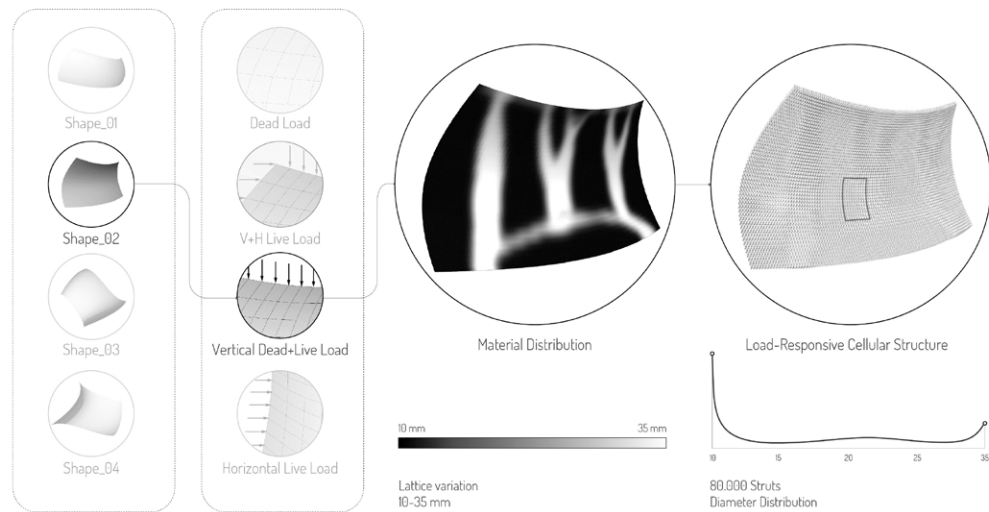 Shape_01
Shape_02
Shape_03
Shape_04
Dead Load
V+H Live Load
Vertical Dead+Live Load
Horizontal Live Load
Material Distribution
10 mm
35 mm
Lattice variation
10-35 mm
Load-Responsive Cellular Structure
10
15
20
25
35
80.000 Struts
Diameter Distribution